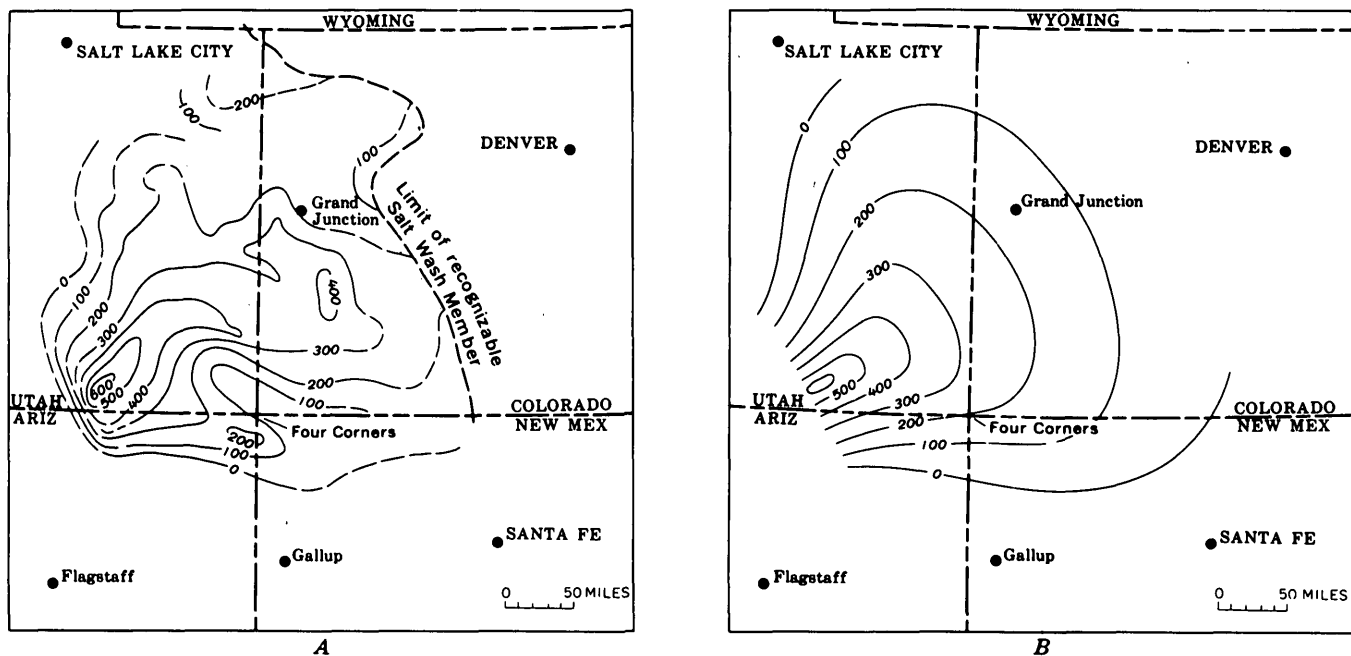 WYOMING
SALT LAKE CITY
200
100
DENVER
100
Grand
Junction
Limit of recognizable
Salt Wash Member
0
100
200
400
300
300
600
500
400
200
100
UTAH
ARIZ
COLORADO
NEW MEX
Four Corners
200
100
0
SANTA FE
Gallup
Flagstaff
0 50 MILES
A
WYOMING
SALT LAKE CITY
0
100
DENVER
200
Grand Junction
300
500
400
300
UTAH
ARIZ
COLORADO
NEW MEX
200
Four Corners
100
0
SANTA FE
Gallup
Flagstaff
0 50 MILES
B